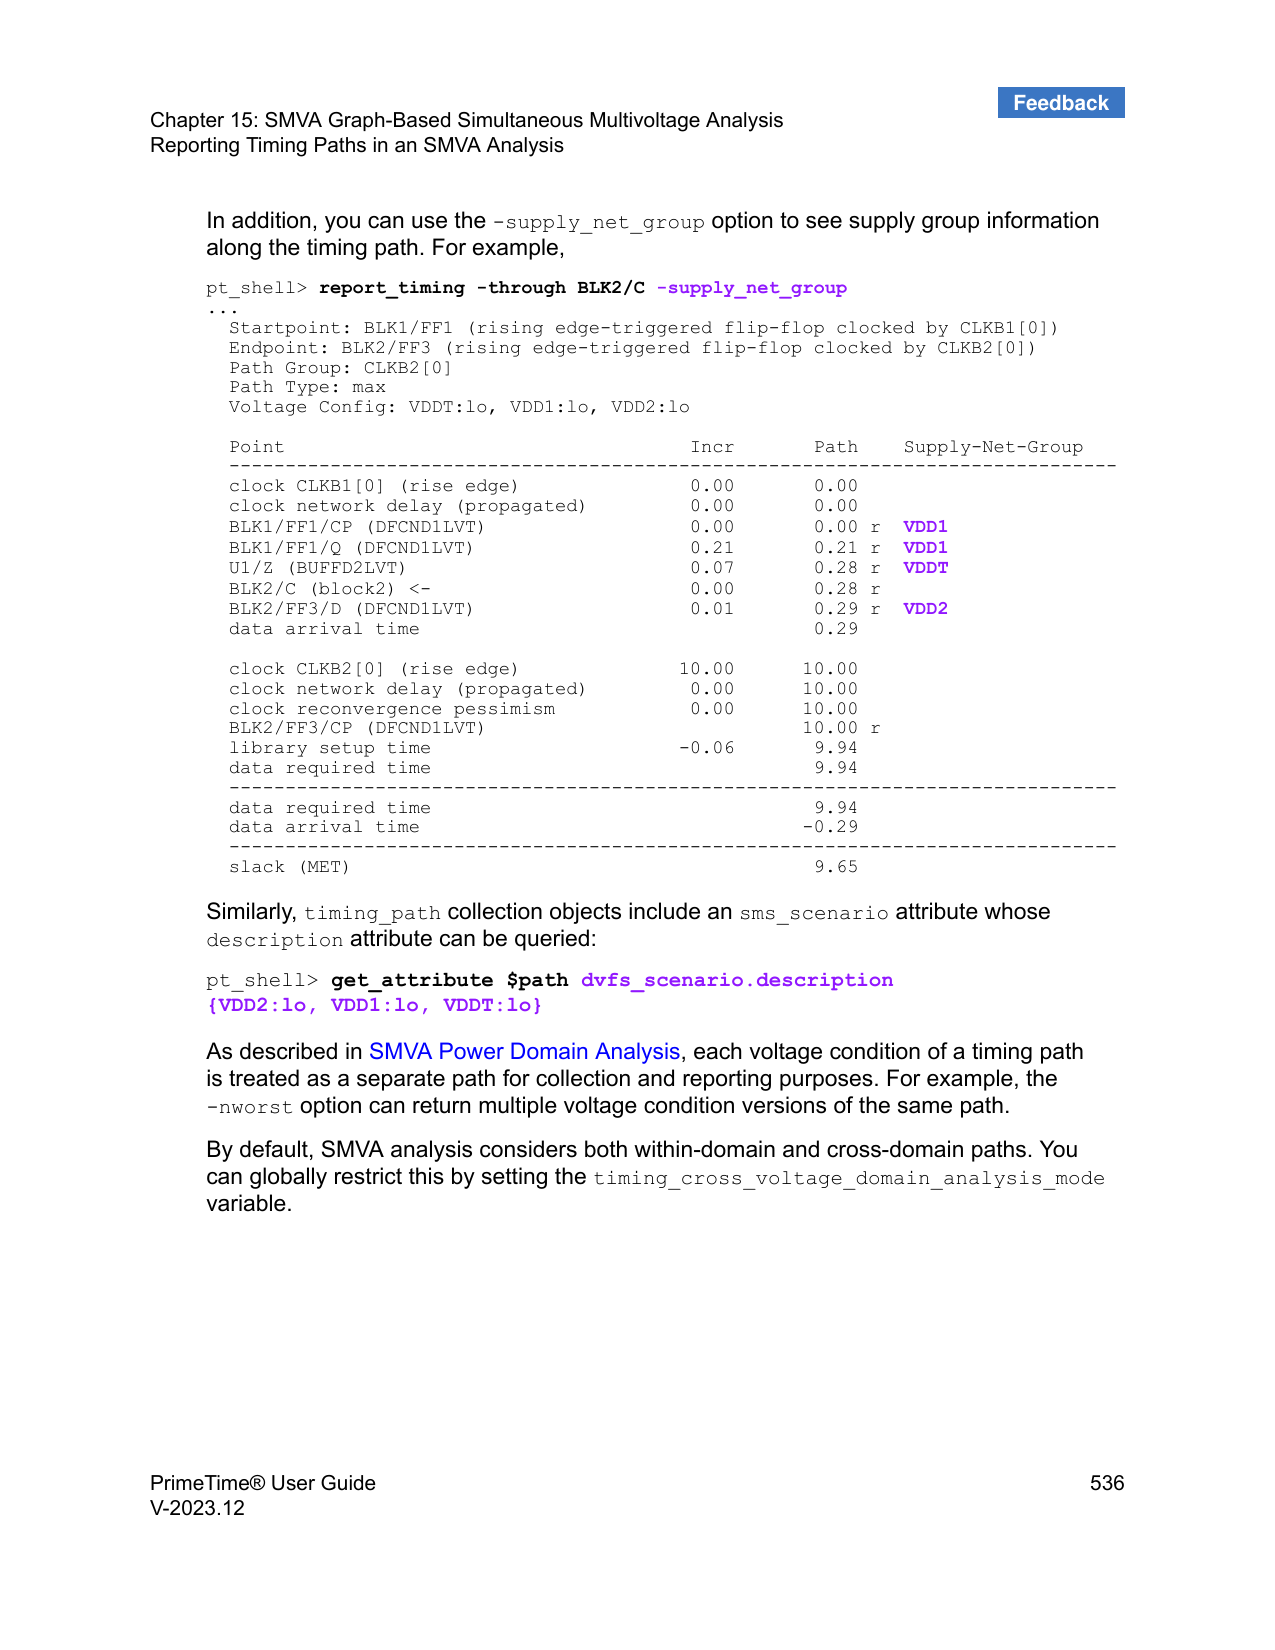 Feedback
Chapter 15: SMVA Graph-Based Simultaneous Multivoltage Analysis
Reporting Timing Paths in an SMVA Analysis
In addition, you can use the -supply_net_group option to see supply group information
along the timing path. For example,
pt_shell> report_timing -through BLK2/C -supply_net_group
...
  Startpoint: BLK1/FF1 (rising edge-triggered flip-flop clocked by CLKB1[0])
  Endpoint: BLK2/FF3 (rising edge-triggered flip-flop clocked by CLKB2[0])
  Path Group: CLKB2[0]
  Path Type: max
  Voltage Config: VDDT:lo, VDD1:lo, VDD2:lo
  Point                                    Incr       Path    Supply-Net-Group
  -------------------------------------------------------------------------------
  clock CLKB1[0] (rise edge)               0.00       0.00
  clock network delay (propagated)         0.00       0.00
  BLK1/FF1/CP (DFCND1LVT)                  0.00       0.00 r  VDD1
  BLK1/FF1/Q (DFCND1LVT)                   0.21       0.21 r  VDD1
  U1/Z (BUFFD2LVT)                         0.07       0.28 r  VDDT
  BLK2/C (block2) <-                       0.00       0.28 r
  BLK2/FF3/D (DFCND1LVT)                   0.01       0.29 r  VDD2
  data arrival time                                   0.29
  clock CLKB2[0] (rise edge)              10.00      10.00
  clock network delay (propagated)         0.00      10.00
  clock reconvergence pessimism            0.00      10.00
  BLK2/FF3/CP (DFCND1LVT)                            10.00 r
  library setup time                      -0.06       9.94
  data required time                                  9.94
  -------------------------------------------------------------------------------
  data required time                                  9.94
  data arrival time                                  -0.29
  -------------------------------------------------------------------------------
  slack (MET)                                         9.65
Similarly, timing_path collection objects include an sms_scenario attribute whose
description attribute can be queried:
pt_shell> get_attribute $path dvfs_scenario.description
{VDD2:lo, VDD1:lo, VDDT:lo}
As described in SMVA Power Domain Analysis, each voltage condition of a timing path
is treated as a separate path for collection and reporting purposes. For example, the
-nworst option can return multiple voltage condition versions of the same path.
By default, SMVA analysis considers both within-domain and cross-domain paths. You
can globally restrict this by setting the timing_cross_voltage_domain_analysis_mode
variable.
PrimeTime® User Guide 536
V-2023.12